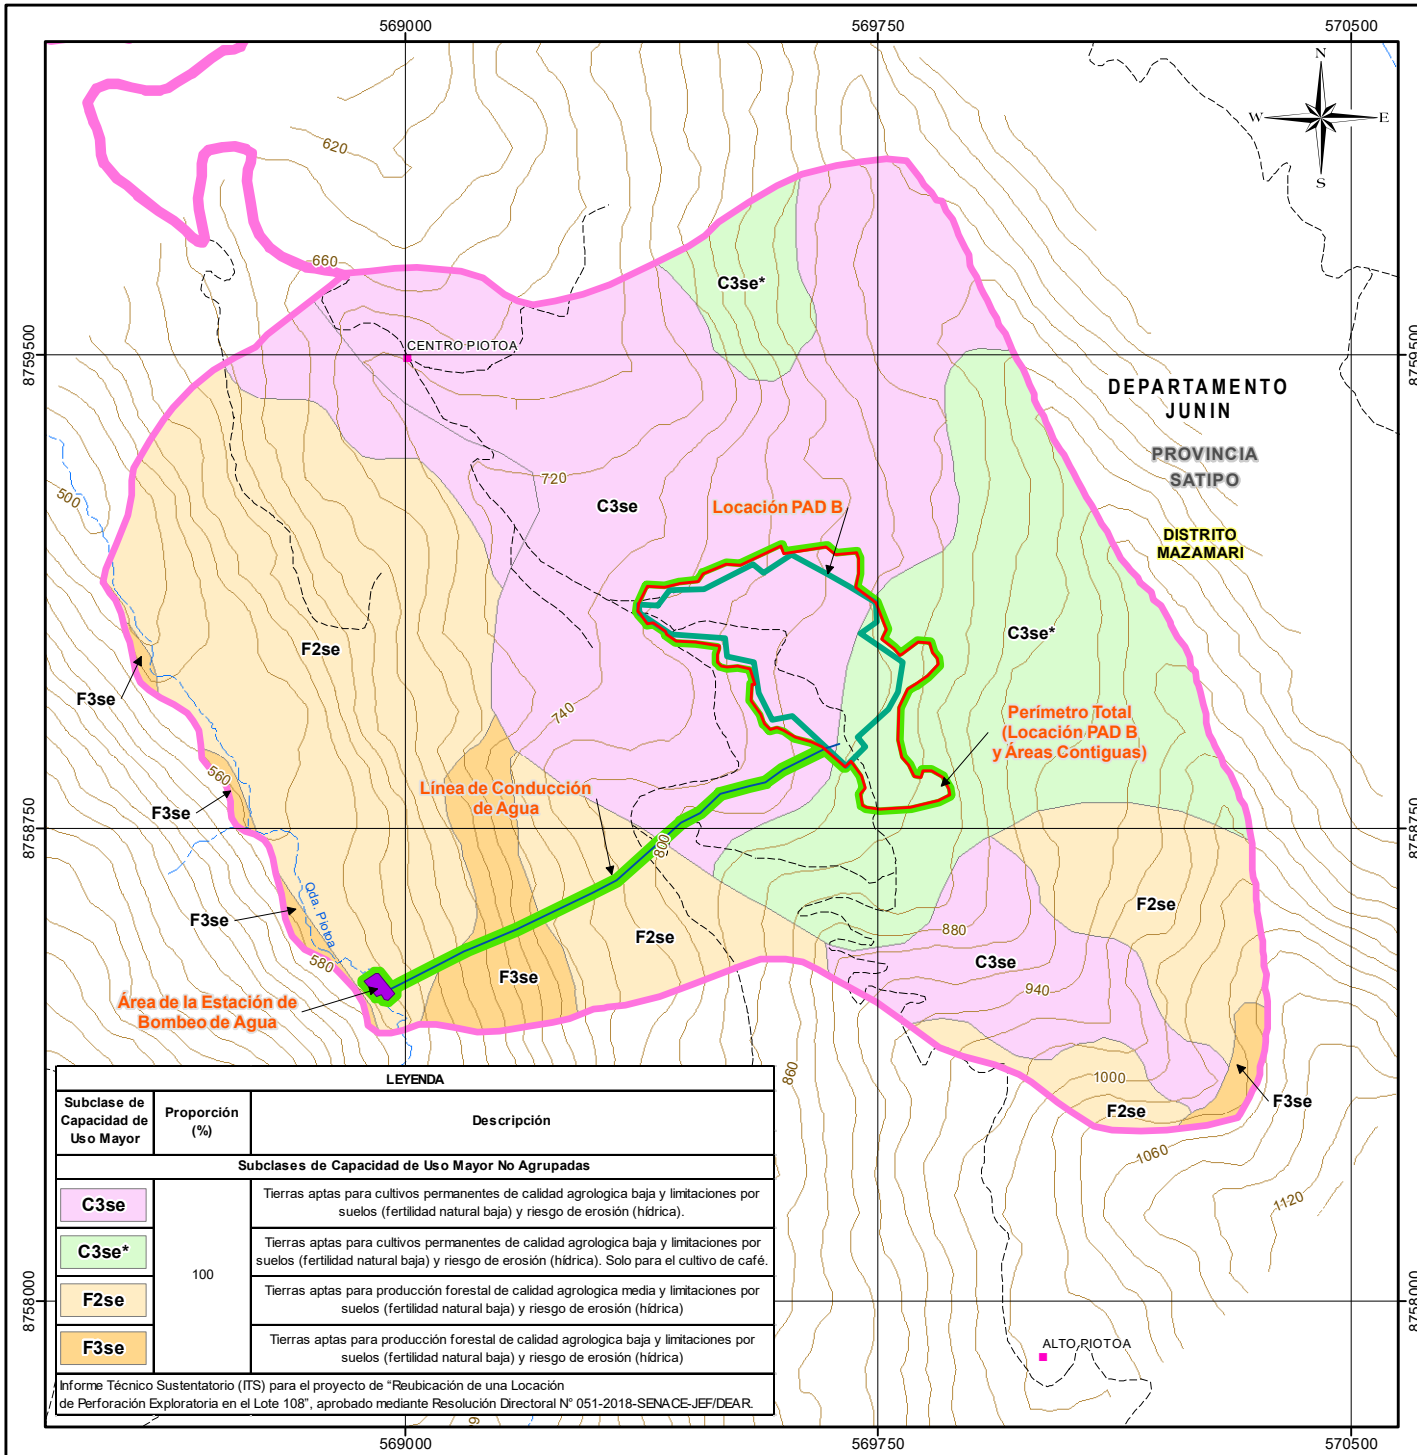 569000
569750
570500
N
W
E
S
620
660
C3se*
CENTRO PIOTOA
8759500
8759500
DEPARTAMENTO
JUNIN
PROVINCIA
SATIPO
DISTRITO
MAZAMARI
500
720
C3se
Locación PAD B
C3se*
F2se
F3se
740
Perímetro Total
(Locación PAD B
y Áreas Contiguas)
560
F3se
Línea de Conducción
de Agua
8758750
8758750
800
F3se
Qda. Piotoa
F2se
F2se
880
C3se
580
F3se
940
Área de la Estación de
Bombeo de Agua
860
1000
F2se
F3se
1060
1120
LEYENDA
Subclase de
Capacidad de
Uso Mayor
Proporción
(%)
Descripción
Subclases de Capacidad de Uso Mayor No Agrupadas
C3se
Tierras aptas para cultivos permanentes de calidad agrologica baja y limitaciones por
suelos (fertilidad natural baja) y riesgo de erosión (hídrica).
C3se*
Tierras aptas para cultivos permanentes de calidad agrologica baja y limitaciones por
suelos (fertilidad natural baja) y riesgo de erosión (hídrica). Solo para el cultivo de café.
100
F2se
Tierras aptas para producción forestal de calidad agrologica media y limitaciones por
suelos (fertilidad natural baja) y riesgo de erosión (hídrica)
F3se
Tierras aptas para producción forestal de calidad agrologica baja y limitaciones por
suelos (fertilidad natural baja) y riesgo de erosión (hídrica)
Informe Técnico Sustentatorio (ITS) para el proyecto de "Reubicación de una Locación
de Perforación Exploratoria en el Lote 108", aprobado mediante Resolución Directoral N° 051-2018-SENACE-JEF/DEAR.
8758000
8758000
ALTO PIOTOA
569000
569750
570500